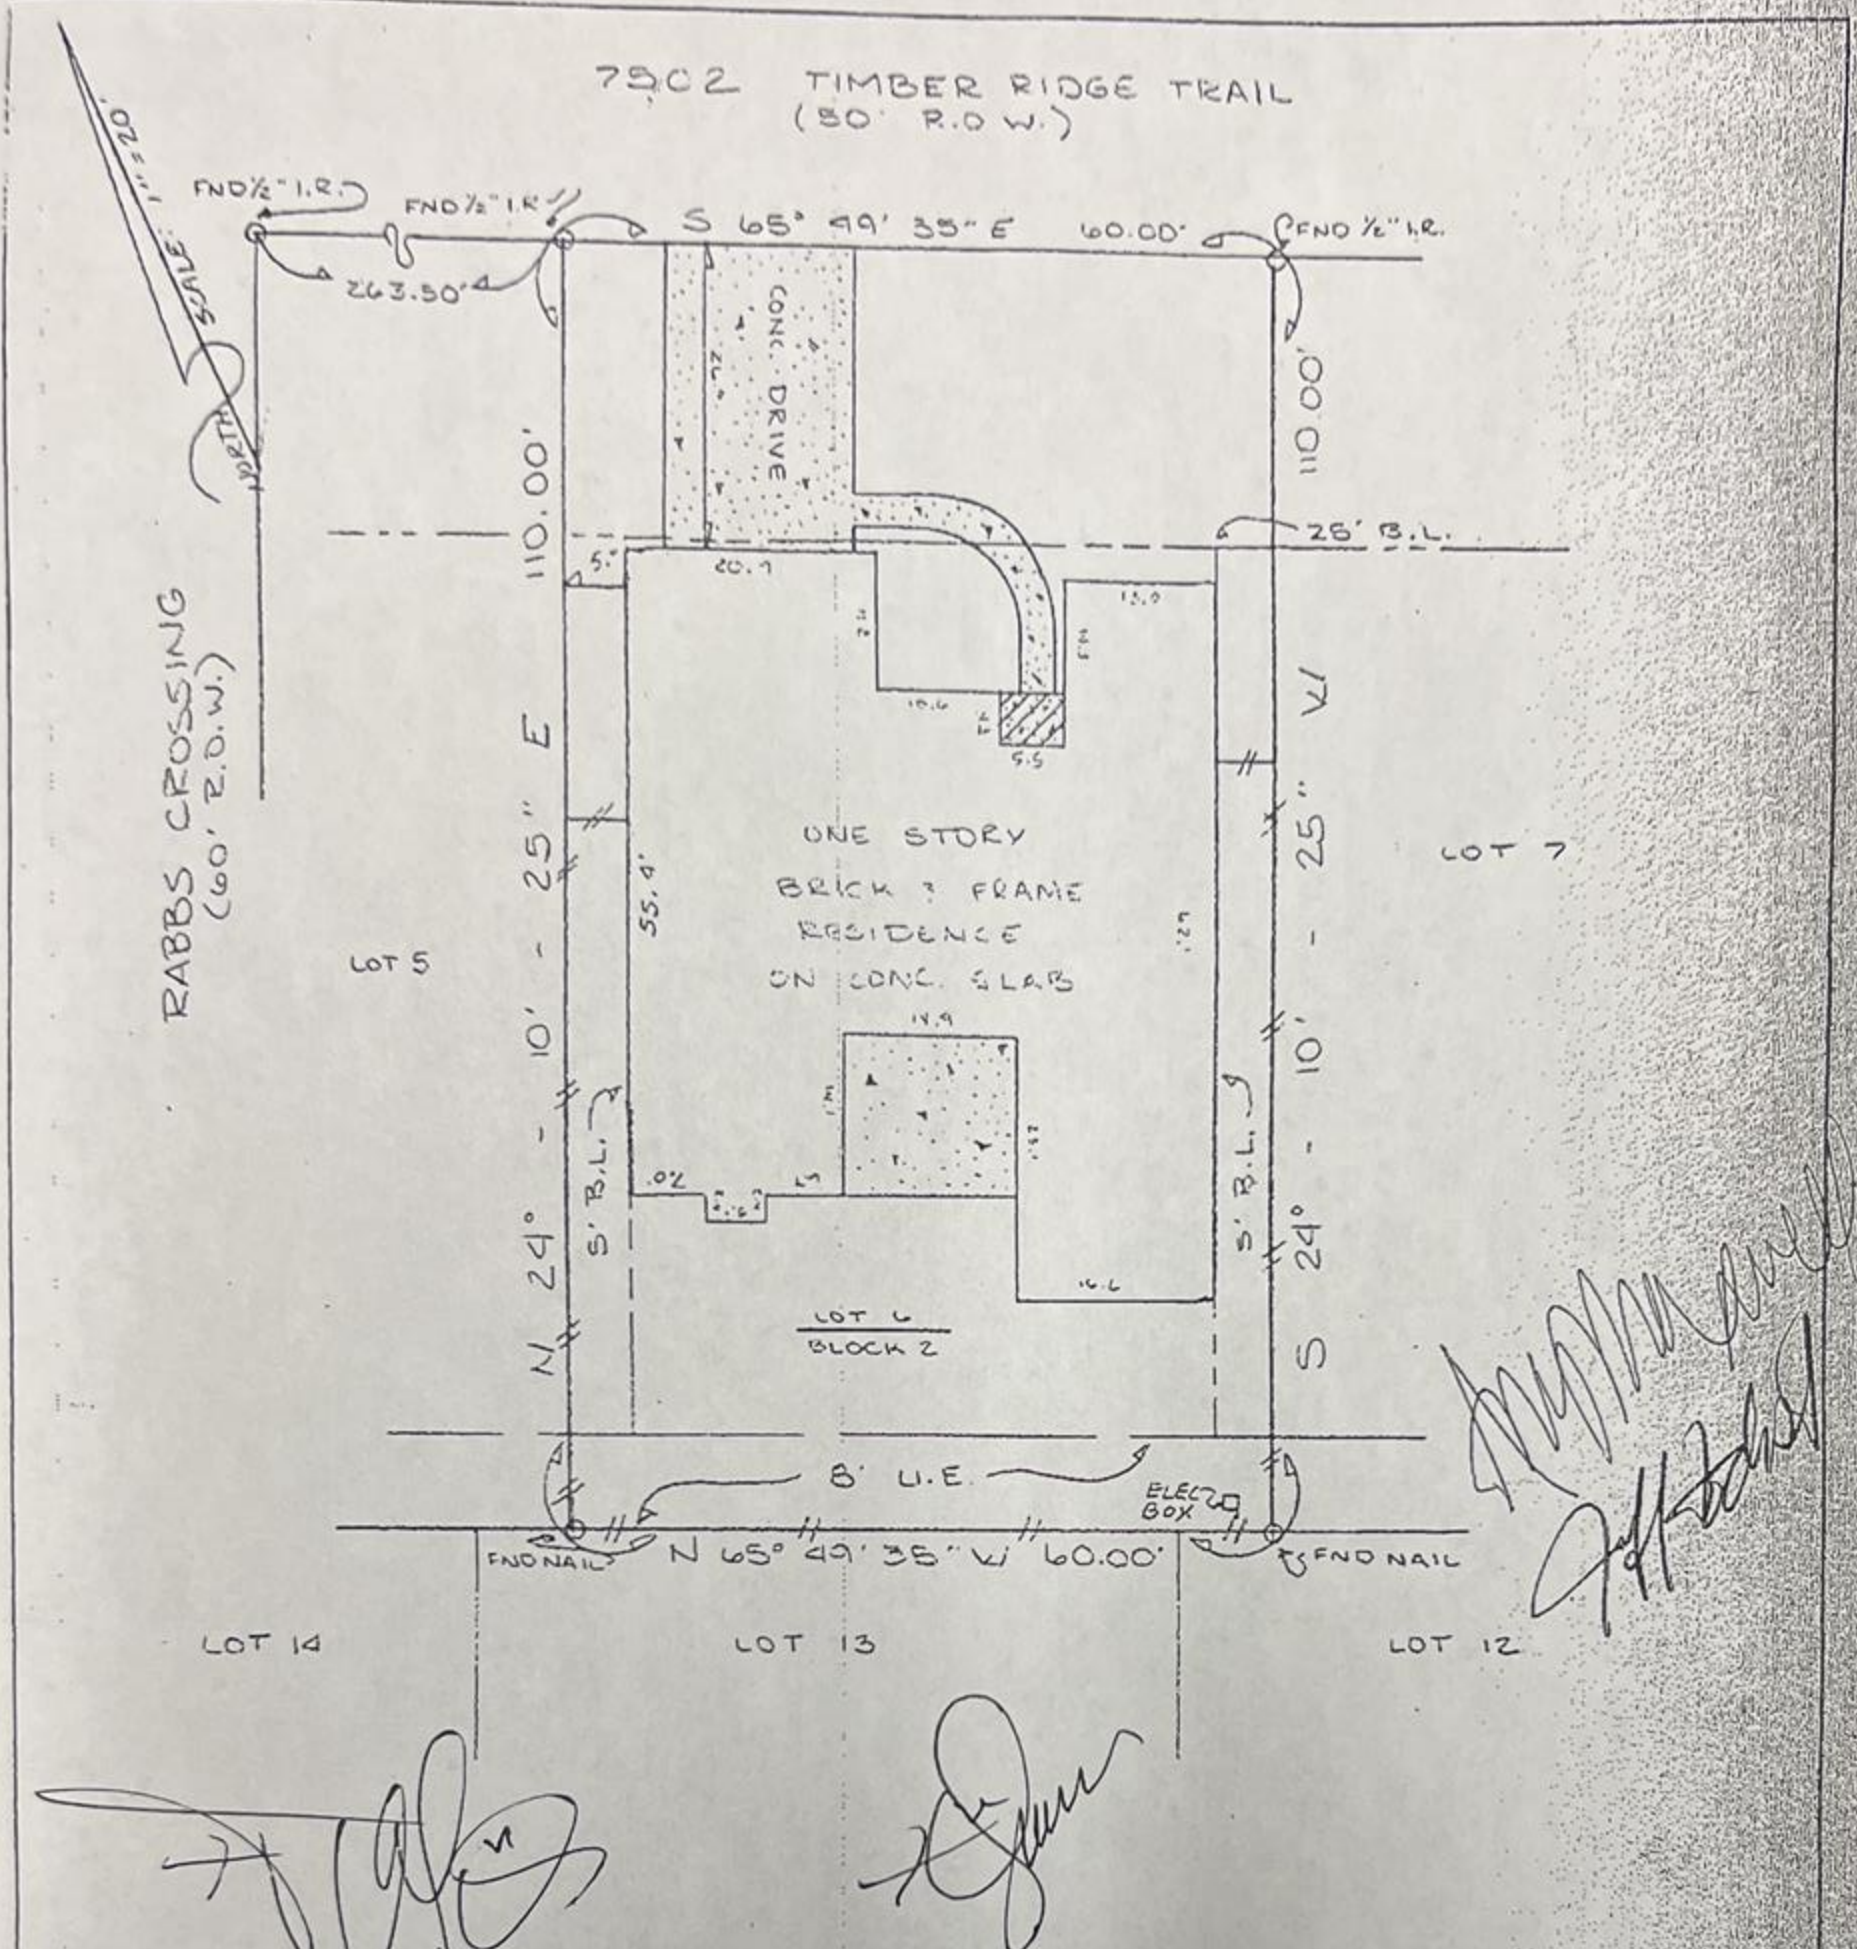 7902 TIMBER RIDGE TRAIL
(50' R.O.W.)
SCALE: 1"=20'
NORTH
FND ½" I.R.
FND ½" I.R.
S 65° 49' 35" E 60.00'
FND ½" I.R.
263.50'
CONC. DRIVE
110.00'
110.00'
25' B.L.
20.9
10.6
5.5
RABBS CROSSING
(60' R.O.W.)
N 24° - 10' - 25" E
S 24° - 10' - 25" W
55.4'
ONE STORY
BRICK & FRAME
RESIDENCE
ON CONC. SLAB
LOT 5
LOT 7
14.9
5' B.L.
5' B.L.
7.0
16.6
LOT 6
BLOCK 2
8' U.E.
ELEC
BOX
FND NAIL
N 65° 49' 35" W 60.00'
FND NAIL
LOT 14
LOT 13
LOT 12